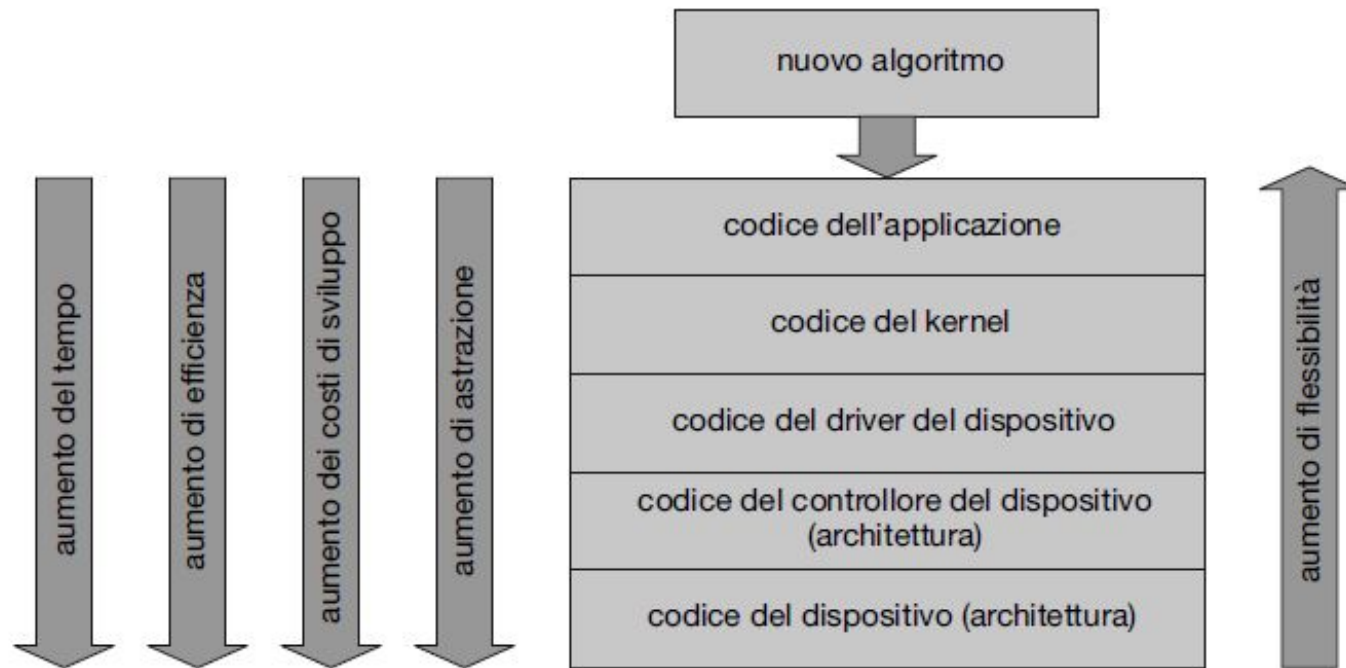 nuovo algoritmo
aumento del tempo
aumento di efficienza
aumento dei costi di sviluppo
aumento di astrazione
codice dell'applicazione
codice del kernel
codice del driver del dispositivo
codice del controllore del dispositivo
(architettura)
codice del dispositivo (architettura)
aumento di flessibilità